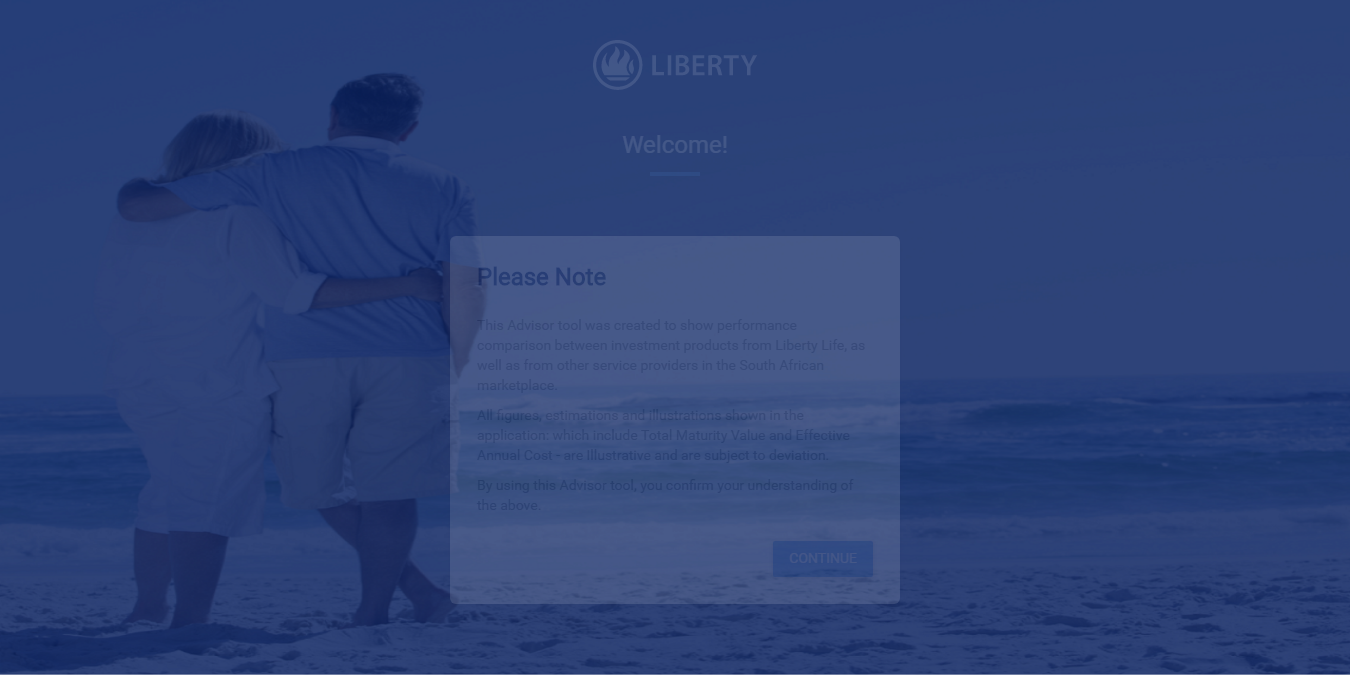 LIBERTY
Welcome!
Please Note
This Advisor tool was created to show performance
comparison between investment products from Liberty Life, as
well as from other service providers in the South African
marketplace.
All figures, estimations and illustrations shown in the
application: which include Total Maturity Value and Effective
Annual Cost - are Illustrative and are subject to deviation.
By using this Advisor tool, you confirm your understanding of
the above.
CONTINUE